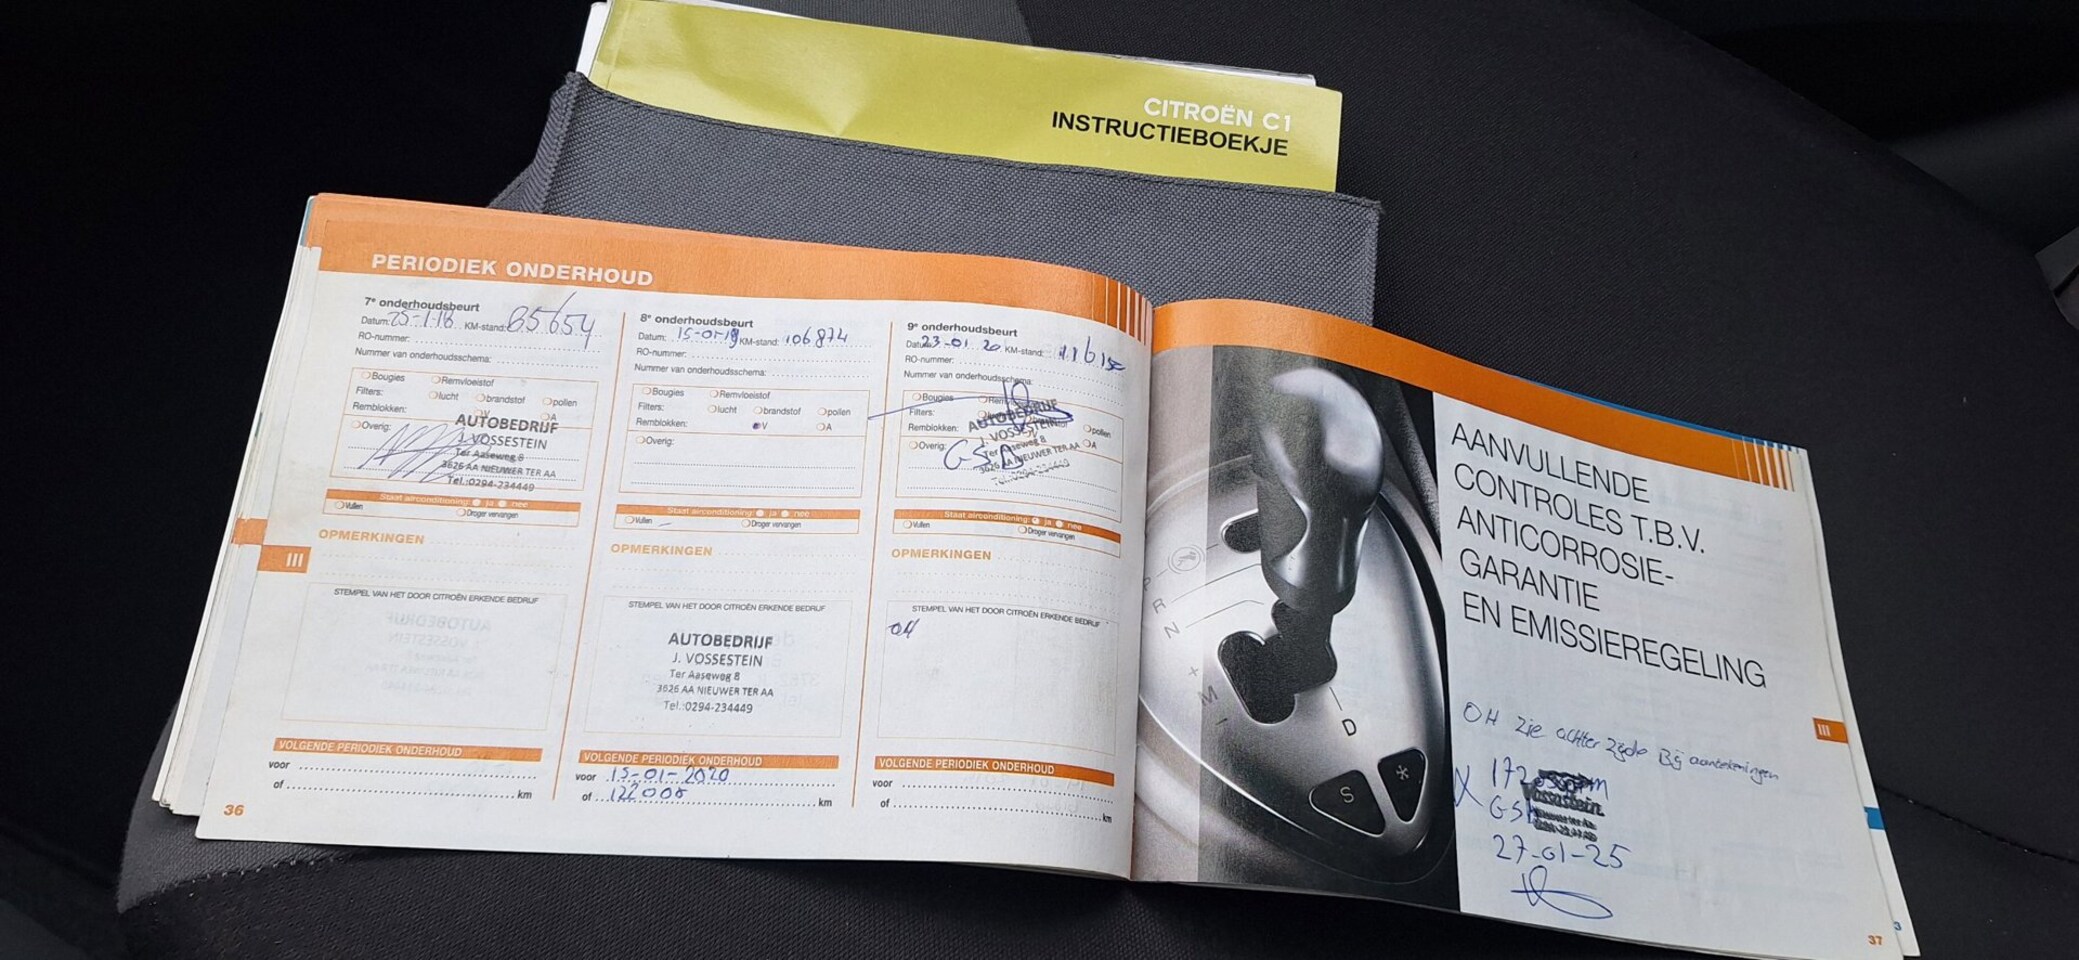 CITROËN C1
INSTRUCTIEBOEKJE
PERIODIEK ONDERHOUD
7e onderhoudsbeurt
Datum: 25-1-18 KM-stand: 85654
RO-nummer:
Nummer van onderhoudsschema:
Bougies Remvloeistof
Filters: lucht brandstof pollen
Remblokken: V A
Overig:
AUTOBEDRIJF
J. VOSSESTEIN
Ter Aaseweg 8
3626 AA NIEUWER TER AA
Tel.:0294-234449
Staat airconditioning: ja nee
Vullen Droger vervangen
OPMERKINGEN
STEMPEL VAN HET DOOR CITROËN ERKENDE BEDRIJF
VOLGENDE PERIODIEK ONDERHOUD
voor
of km
36
III
8e onderhoudsbeurt
Datum: 15-01-19 KM-stand: 106874
RO-nummer:
Nummer van onderhoudsschema:
Bougies Remvloeistof
Filters: lucht brandstof pollen
Remblokken: V A
Overig:
Staat airconditioning: ja nee
Vullen Droger vervangen
OPMERKINGEN
STEMPEL VAN HET DOOR CITROËN ERKENDE BEDRIJF
AUTOBEDRIJF
J. VOSSESTEIN
Ter Aaseweg 8
3626 AA NIEUWER TER AA
Tel.:0294-234449
VOLGENDE PERIODIEK ONDERHOUD
voor 15-01-2020
of 122000 km
9e onderhoudsbeurt
Datum: 23-01 20 KM-stand:
RO-nummer:
Nummer van onderhoudsschema:
Bougies
Filters: pollen
Remblokken: A
Overig:
AUTOBEDRIJF
J. VOSSESTEIN
Ter Aaseweg 8
3626 AA NIEUWER TER AA
Tel.:0294-234449
Staat airconditioning: ja nee
Vullen Droger vervangen
OPMERKINGEN
STEMPEL VAN HET DOOR CITROËN ERKENDE BEDRIJF
OH
VOLGENDE PERIODIEK ONDERHOUD
voor
of km
P
R
N
+
M
-
D
S
*
AANVULLENDE
CONTROLES T.B.V.
ANTICORROSIE-
GARANTIE
EN EMISSIEREGELING
OH zie achter zijde Bij aantekeningen
Vossestein
27-01-25
III
37